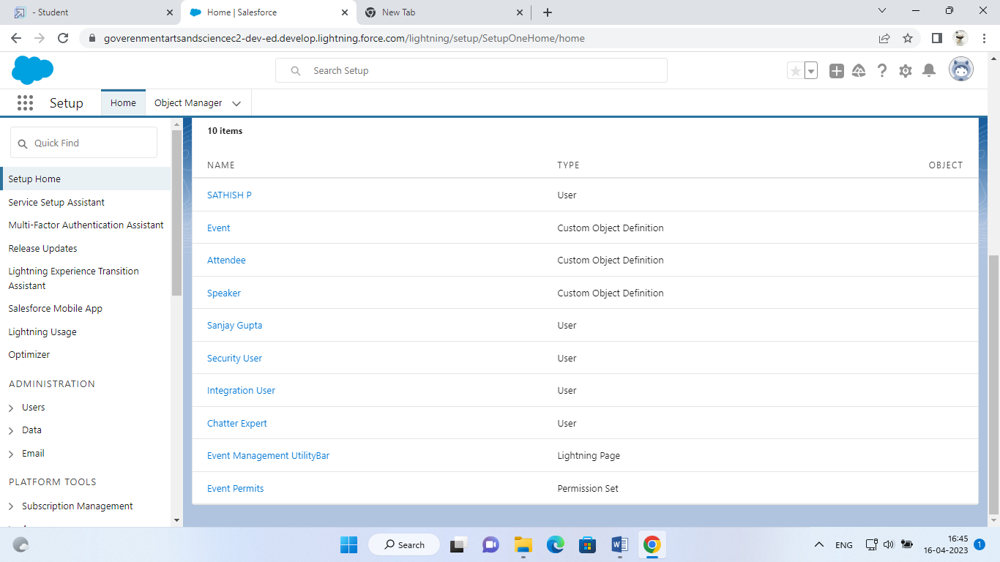 - Student
Home | Salesforce
New Tab
goverenmentartsandsciencec2-dev-ed.develop.lightning.force.com/lightning/setup/SetupOneHome/home
Search Setup
Setup
Home
Object Manager
Quick Find
Setup Home
Service Setup Assistant
Multi-Factor Authentication Assistant
Release Updates
Lightning Experience Transition
Assistant
Salesforce Mobile App
Lightning Usage
Optimizer
ADMINISTRATION
Users
Data
Email
PLATFORM TOOLS
Subscription Management
10 items
NAME TYPE OBJECT
SATHISH P User
Event Custom Object Definition
Attendee Custom Object Definition
Speaker Custom Object Definition
Sanjay Gupta User
Security User User
Integration User User
Chatter Expert User
Event Management UtilityBar Lightning Page
Event Permits Permission Set
Search
ENG
16:45
16-04-2023
1